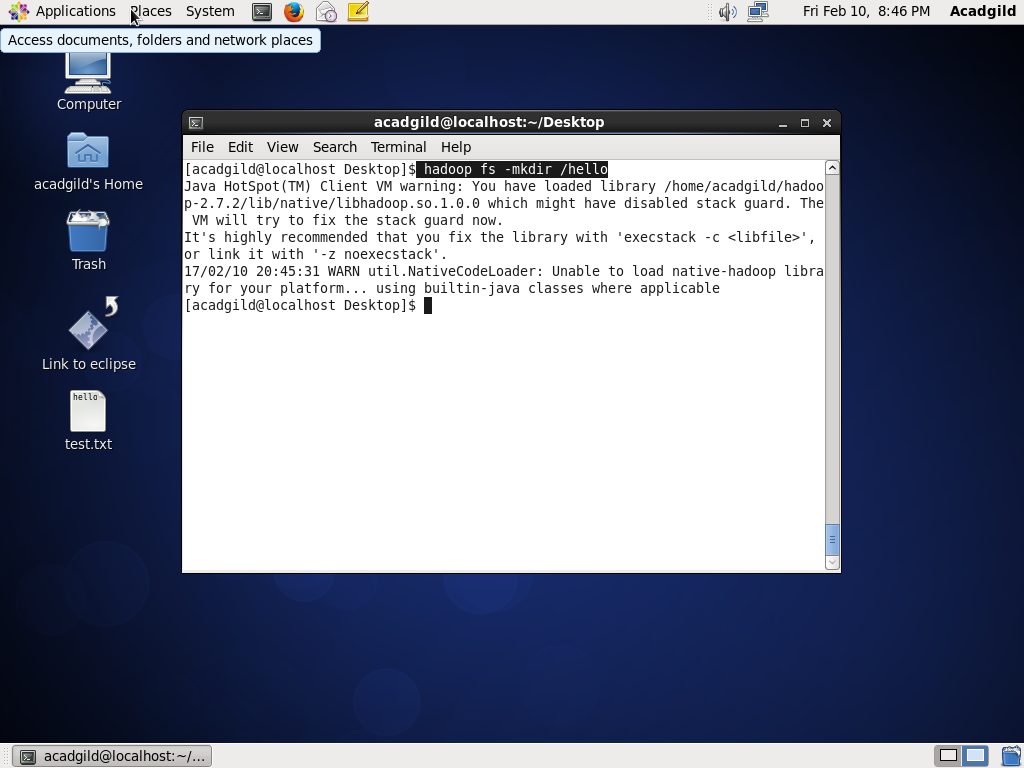 Applications Places System Fri Feb 10, 8:46 PM Acadgild
Access documents, folders and network places
Computer
acadgild's Home
Trash
Link to eclipse
hello
test.txt
acadgild@localhost:~/Desktop
File Edit View Search Terminal Help
[acadgild@localhost Desktop]$ hadoop fs -mkdir /hello
Java HotSpot(TM) Client VM warning: You have loaded library /home/acadgild/hadoo
p-2.7.2/lib/native/libhadoop.so.1.0.0 which might have disabled stack guard. The
 VM will try to fix the stack guard now.
It's highly recommended that you fix the library with 'execstack -c <libfile>',
or link it with '-z noexecstack'.
17/02/10 20:45:31 WARN util.NativeCodeLoader: Unable to load native-hadoop libra
ry for your platform... using builtin-java classes where applicable
[acadgild@localhost Desktop]$
acadgild@localhost:~/...